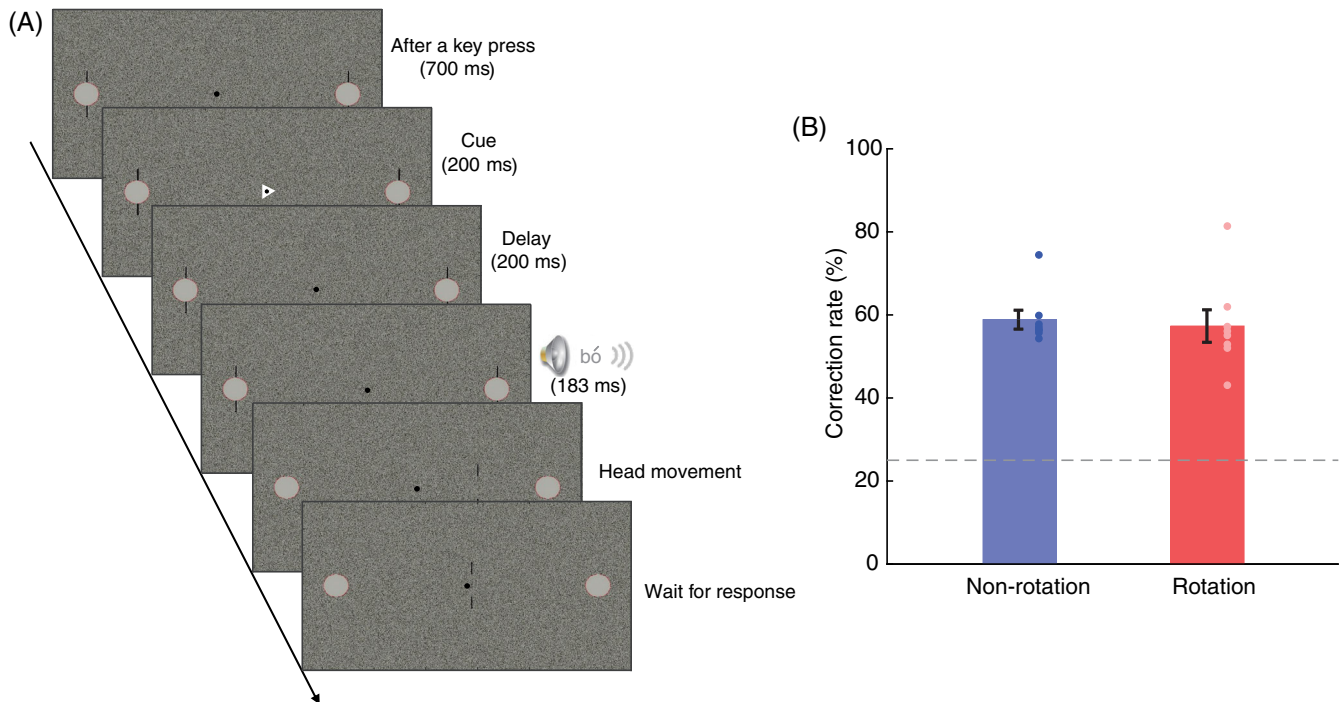 (A)
After a key press
(700 ms)
Cue
(200 ms)
Delay
(200 ms)
bó
(183 ms)
Head movement
Wait for response
(B)
100
80
60
40
20
0
Correction rate (%)
Non-rotation
Rotation